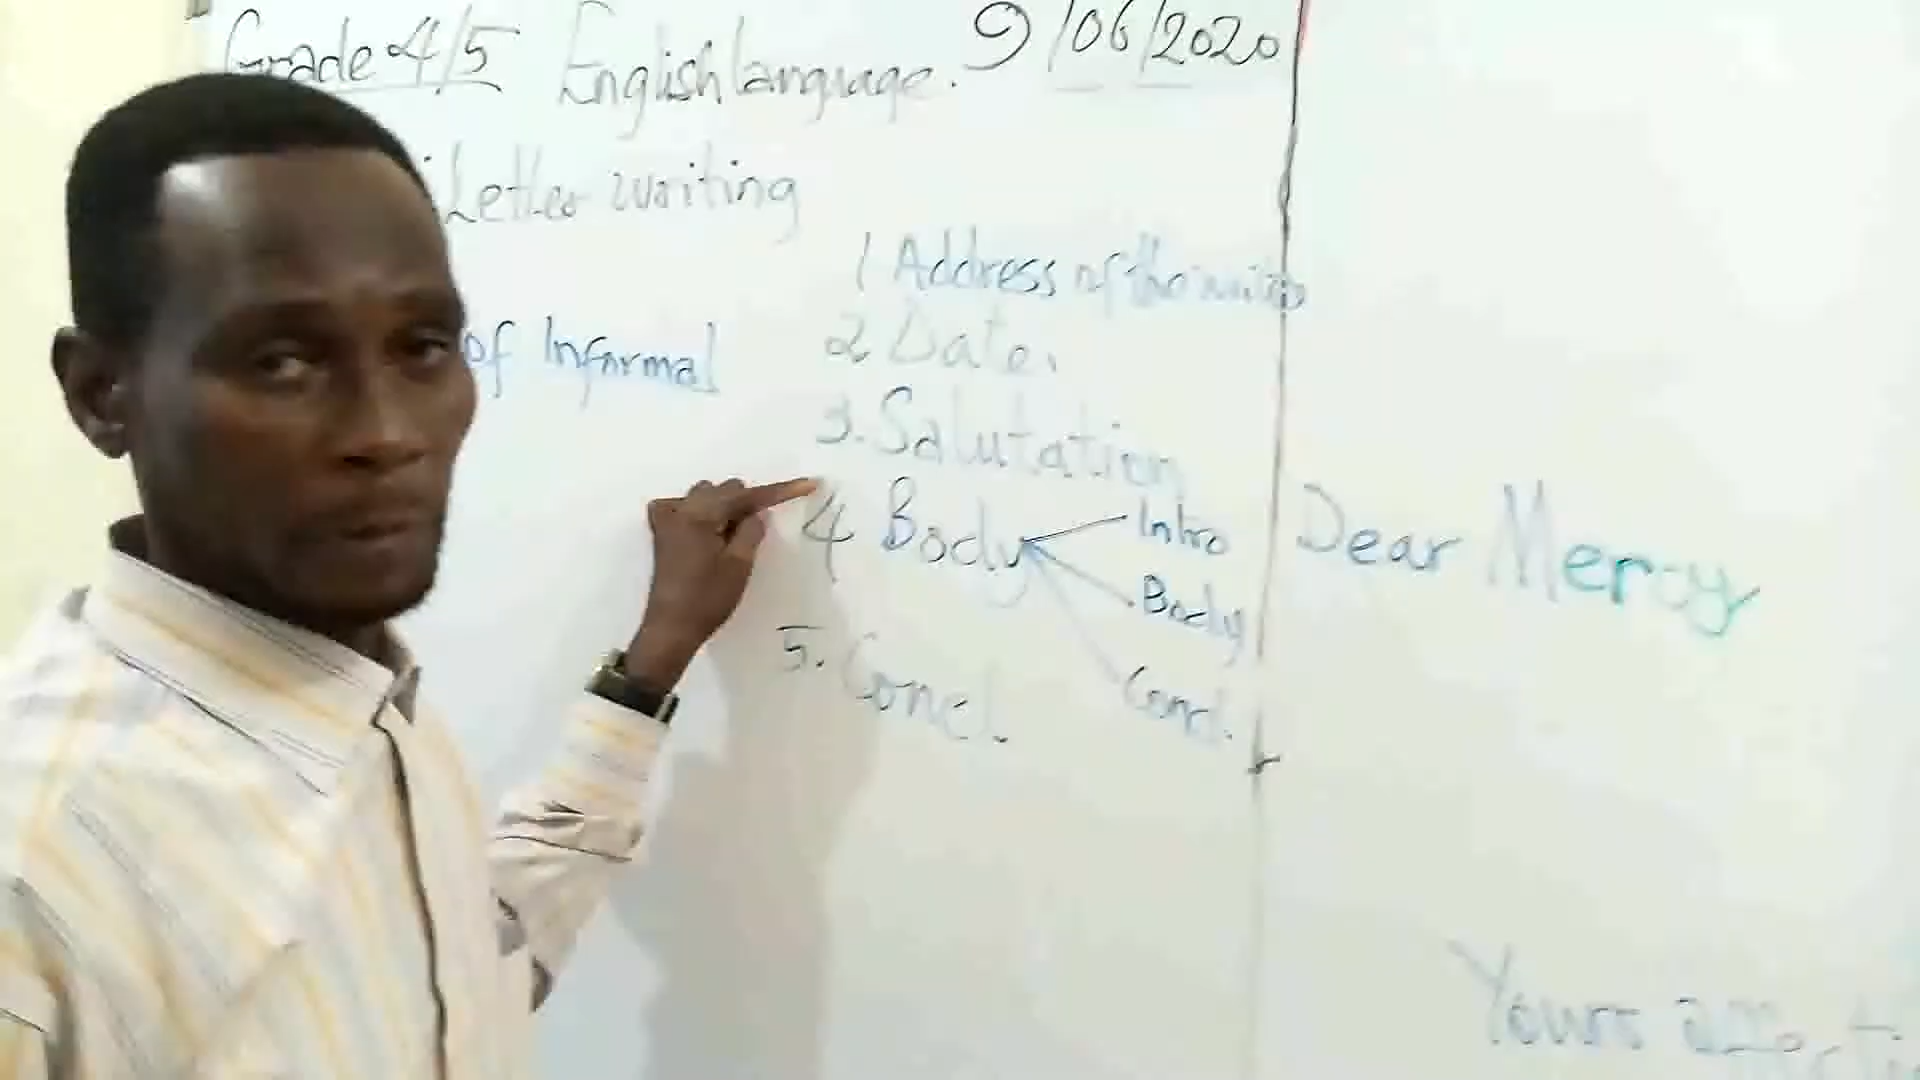 Grade 4/5 English language. 9/06/2020
Letter writing
1 Address of the writer
of Informal
2 Date.
3. Salutation
4 Body
Intro
Body
Concl.
5. Concl.
Dear Mercy
Yours